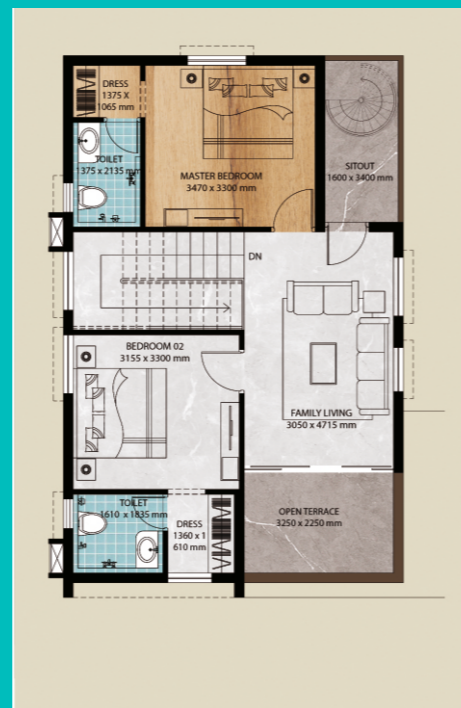 DRESS
1375 X
1065 mm
TOILET
1375 x 2135 mm
MASTER BEDROOM
3470 x 3300 mm
SITOUT
1600 x 3400 mm
DN
BEDROOM 02
3155 x 3300 mm
FAMILY LIVING
3050 x 4715 mm
TOILET
1610 x 1835 mm
DRESS
1360 x 1
610 mm
OPEN TERRACE
3250 x 2250 mm